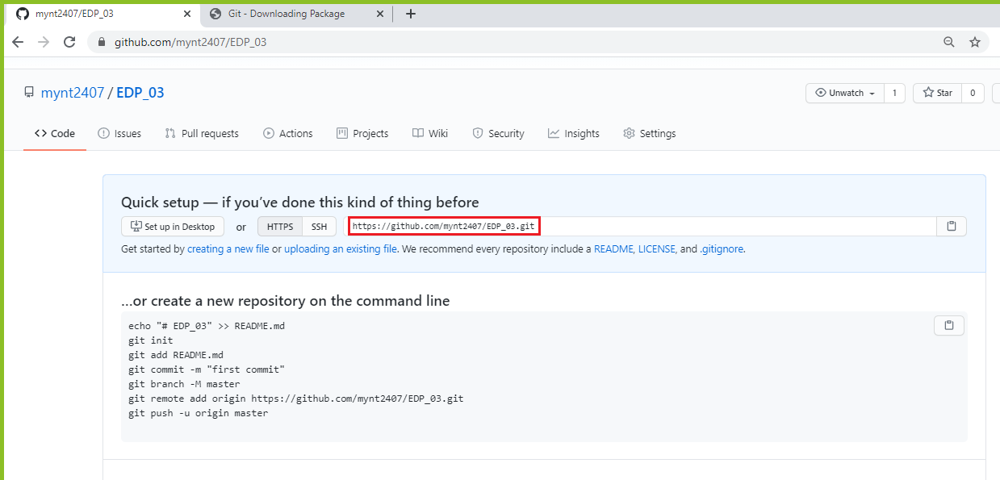 mynt2407/EDP_03
Git - Downloading Package
github.com/mynt2407/EDP_03
mynt2407 / EDP_03
Unwatch 1 Star 0
Code Issues Pull requests Actions Projects Wiki Security Insights Settings
Quick setup — if you’ve done this kind of thing before
Set up in Desktop or HTTPS SSH https://github.com/mynt2407/EDP_03.git
Get started by creating a new file or uploading an existing file. We recommend every repository include a README, LICENSE, and .gitignore.
…or create a new repository on the command line
echo "# EDP_03" >> README.md
git init
git add README.md
git commit -m "first commit"
git branch -M master
git remote add origin https://github.com/mynt2407/EDP_03.git
git push -u origin master